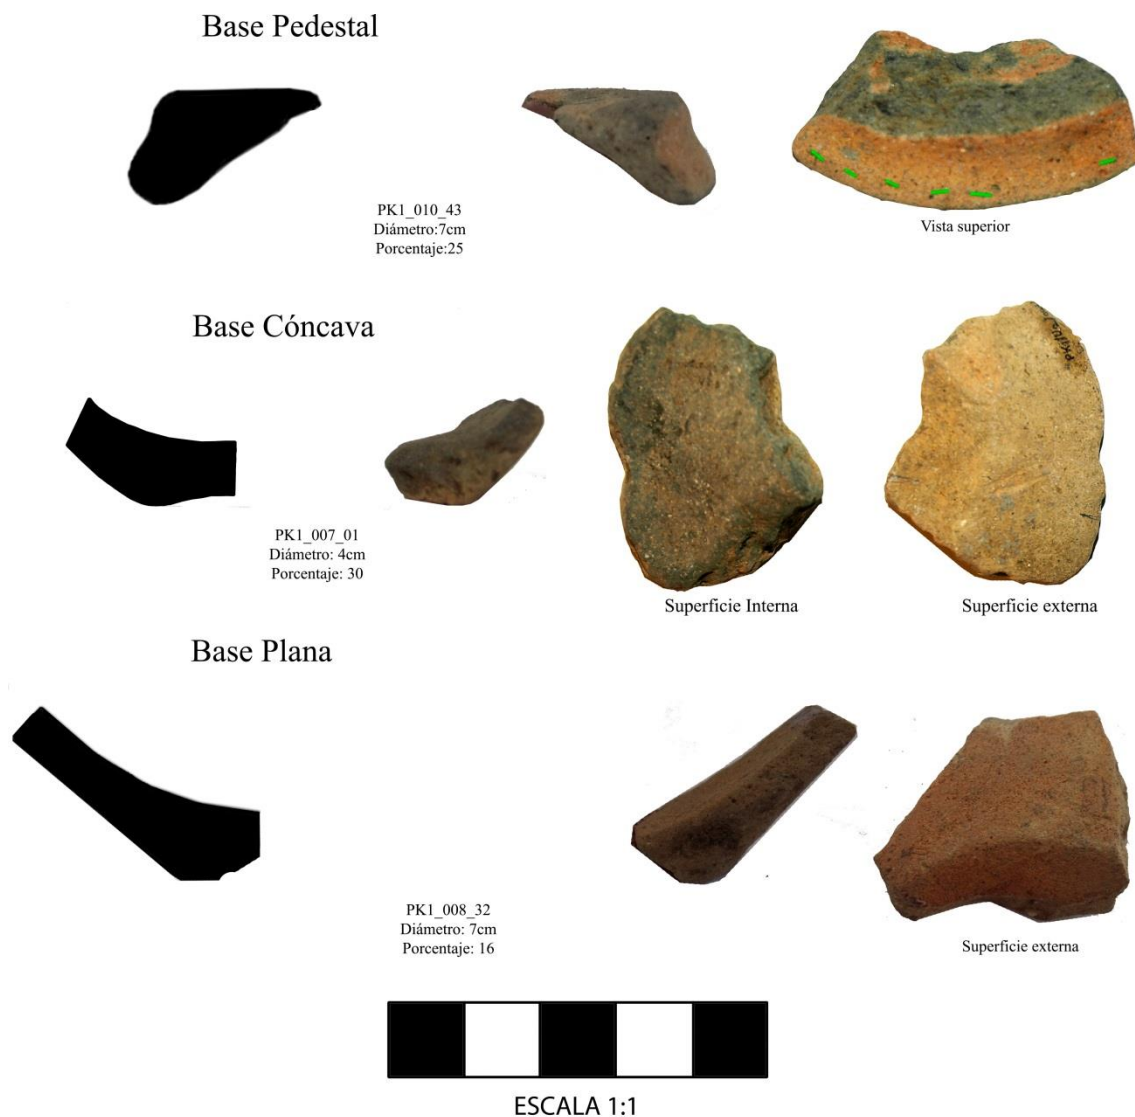 Base Pedestal
PK1_010_43
Diámetro:7cm
Porcentaje:25
Vista superior
Base Cóncava
PK1_007_01
Diámetro: 4cm
Porcentaje: 30
Superficie Interna
Superficie externa
Base Plana
PK1_008_32
Diámetro: 7cm
Porcentaje: 16
Superficie externa
ESCALA 1:1